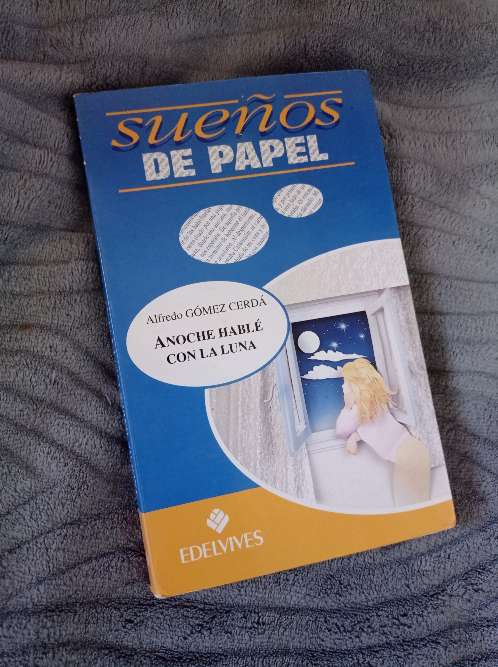 sueños
DE PAPEL
Alfredo GÓMEZ CERDÁ
ANOCHE HABLÉ
CON LA LUNA
EDELVIVES